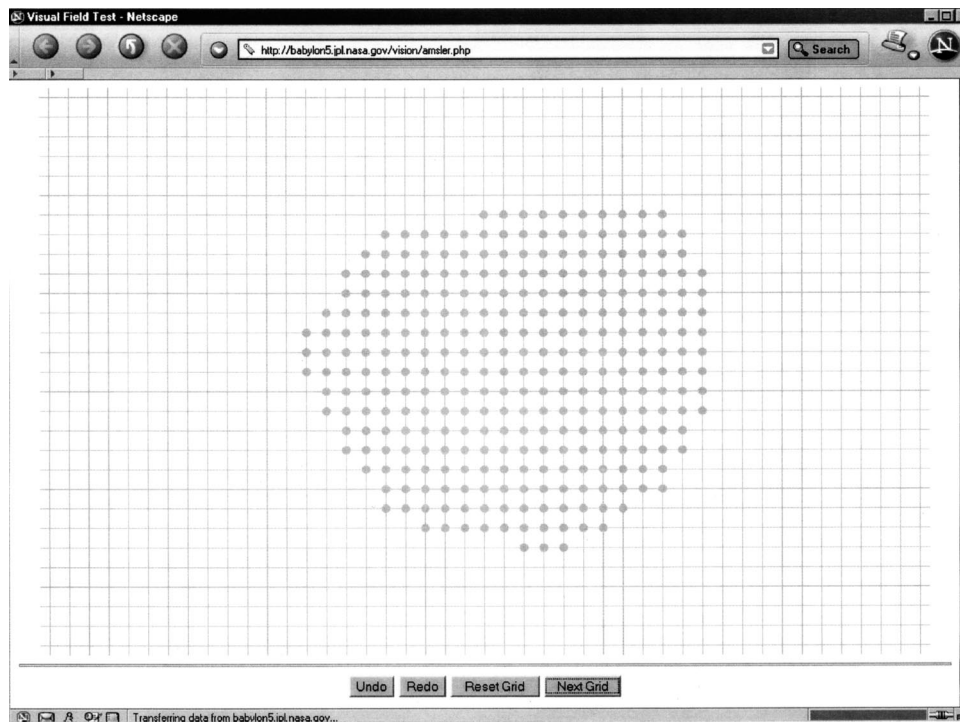 Visual Field Test - Netscape
http://babylon5.jpl.nasa.gov/vision/amsler.php
Search
N
Undo
Redo
Reset Grid
Next Grid
Transferring data from babylon5.jpl.nasa.gov...